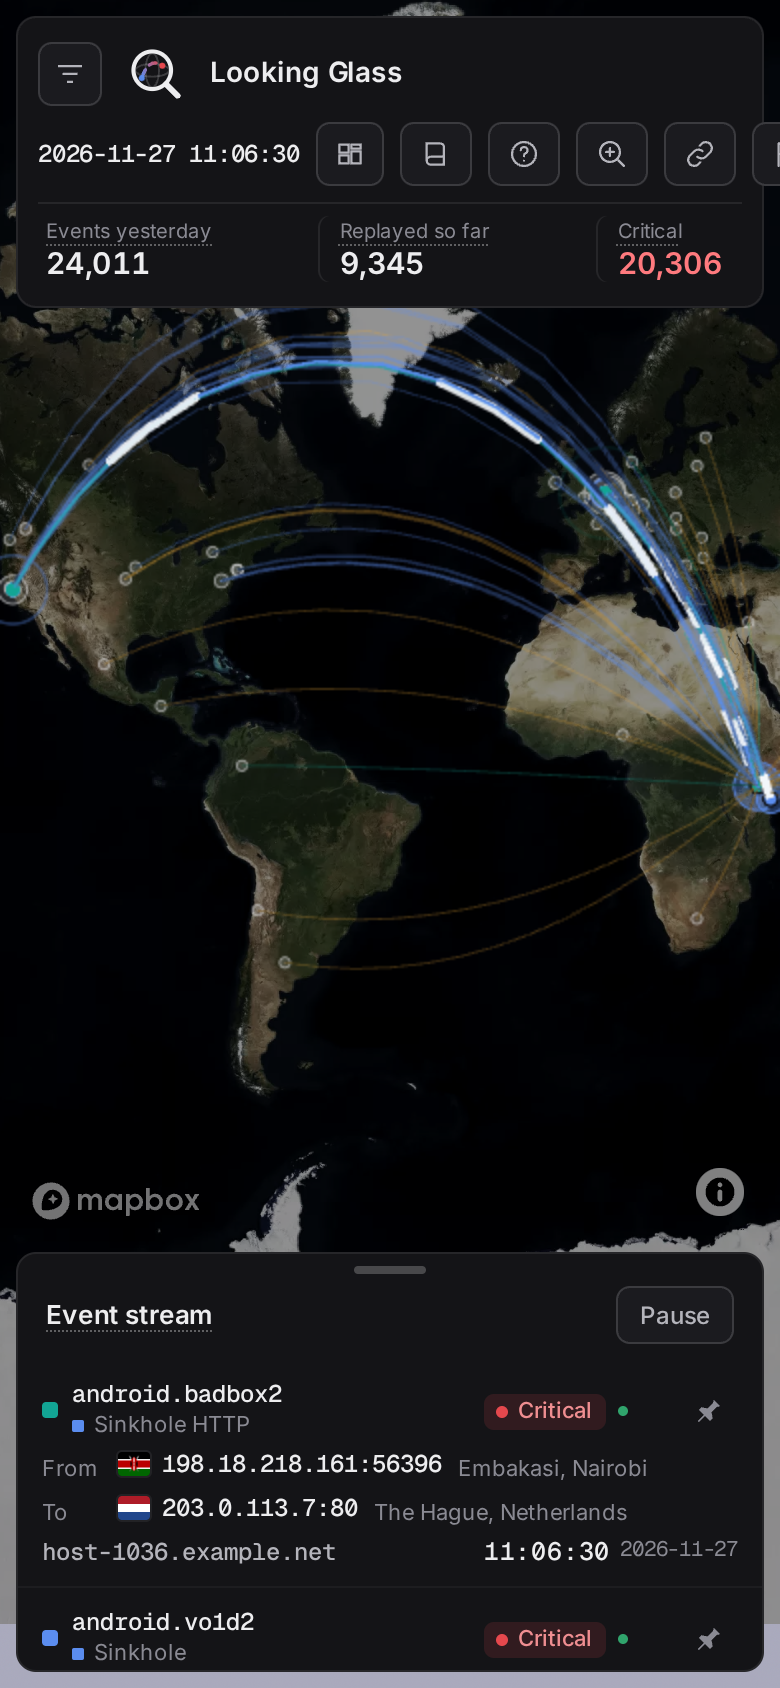 Looking Glass
2026-11-27 11:06:30
Events yesterday
24,011
Replayed so far
9,345
Critical
20,306
mapbox
Event stream
Pause
android.badbox2
Sinkhole HTTP
Critical
From 198.18.218.161:56396 Embakasi, Nairobi
To 203.0.113.7:80 The Hague, Netherlands
host-1036.example.net 11:06:30 2026-11-27
android.vo1d2
Sinkhole
Critical